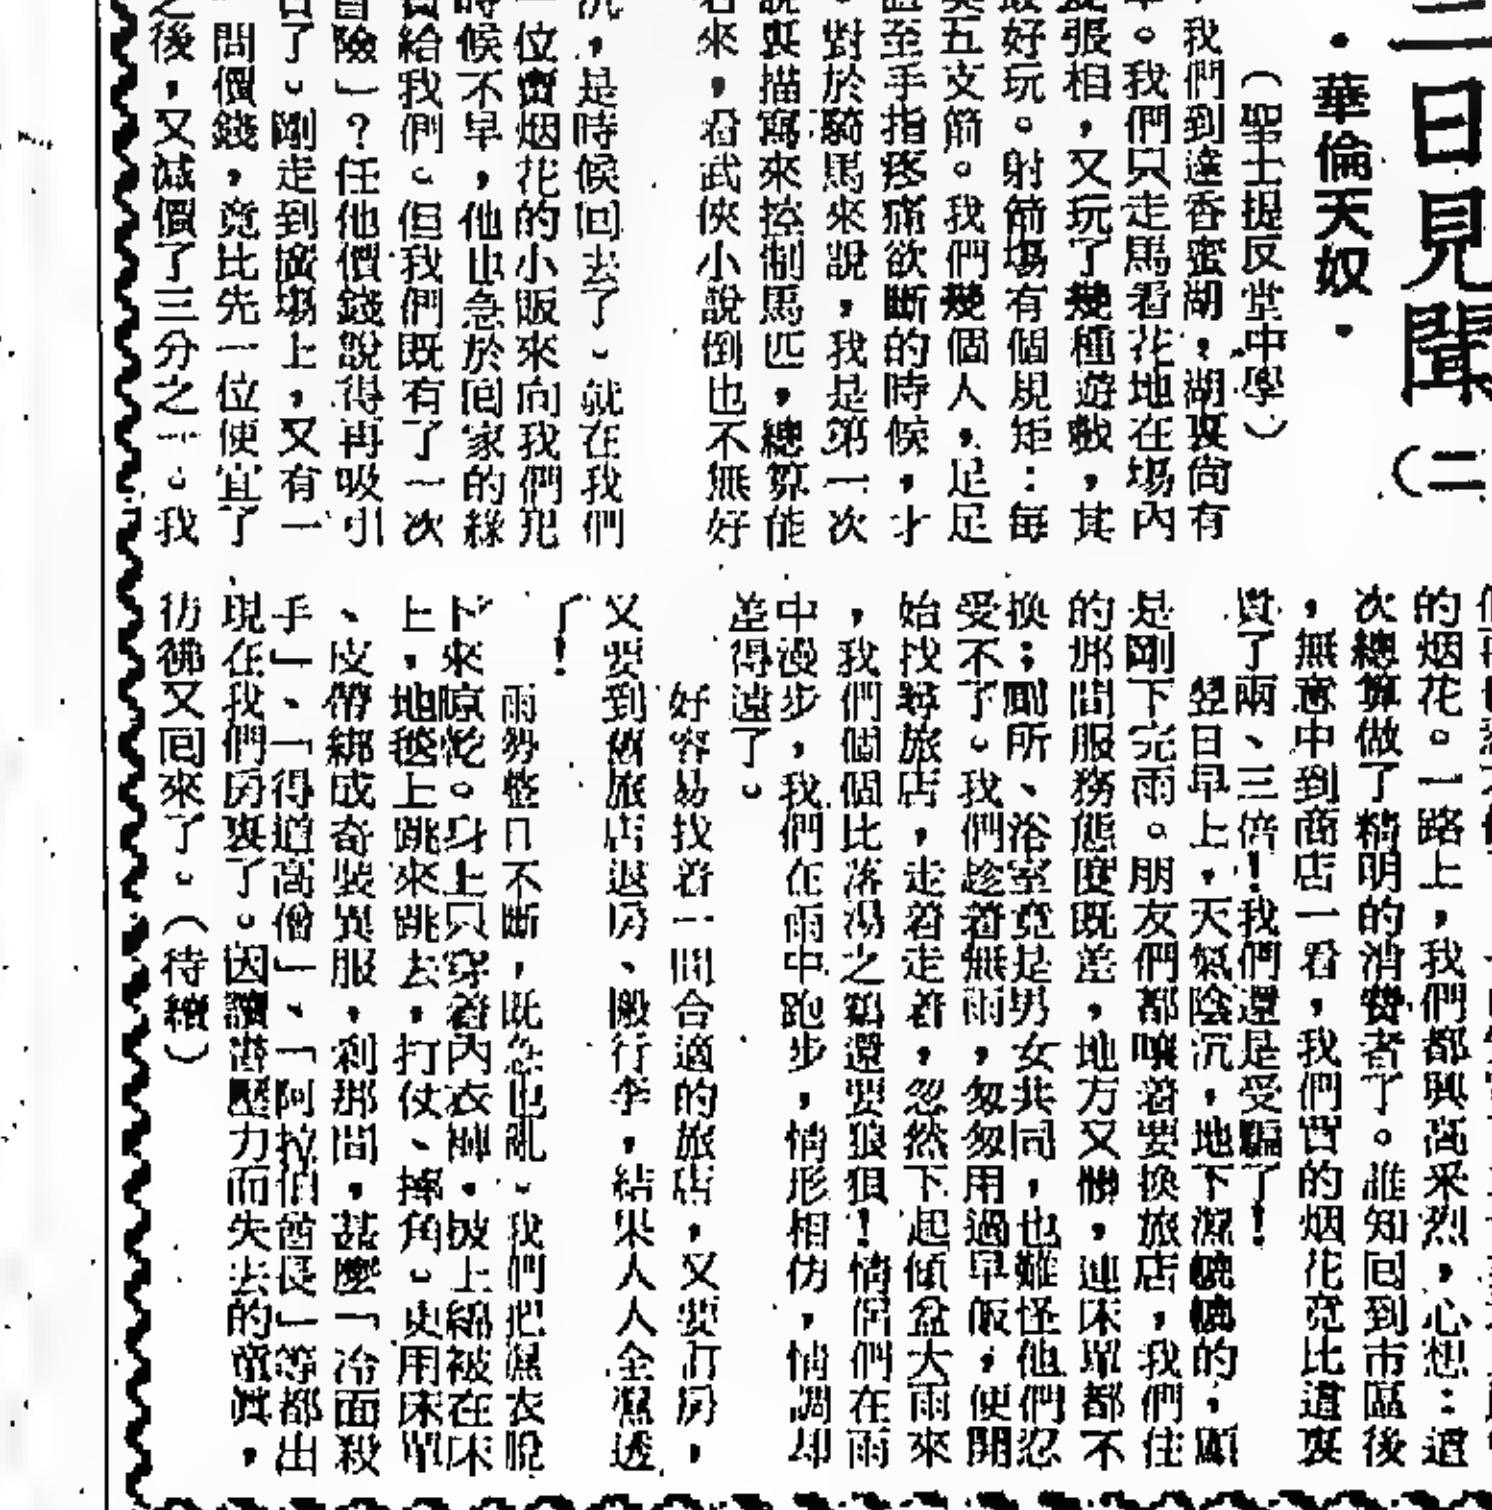 三日見聞（二
・華倫天奴・
（聖士提反堂中學）
，我們到達香蜜湖，湖裏尚有
。我們只走馬看花地在場內
張相，又玩了幾種遊戲，其
最好玩。射箭場有個規矩：每
五支箭。我們幾個人，足足
直至手指疼痛欲斷的時候，才
。對於騎馬來說，我是第一次
說裏描寫來控制馬匹，總算能
來，看武俠小說倒也不無好
，是時候回去了。就在我們
一位賣烟花的小販來向我們兜
時候不早，他也急於回家的緣
賣給我們。但我們既有了一次
冒險」？任他價錢說得再吸引
了。剛走到廣場上，又有一
問價錢，竟比先一位便宜了
之後，又減價了三分之一。我
的烟花。一路上，我們都興高采烈，心想：這
次總算做了精明的消費者了。誰知回到市區後
，無意中到商店一看，我們買的烟花竟比這裏
貴了兩、三倍！我們還是受騙了！
翌日早上，天氣陰沉，地下濕轆轆的，顯
是剛下完雨。朋友們都嚷着要換旅店，我們住
的那間服務態度既差，地方又髒，連床單都不
換；厠所、浴室竟是男女共同，也難怪他們忍
受不了。我們趁着無雨，匆匆用過早飯，便開
始找尋旅店，走着走着，忽然下起傾盆大雨來
，我們個個比落湯之鷄還要狼狽！情侶們在雨
中漫步，我們在雨中跑步，情形相仿，情調却
差得遠了。
好容易找着一間合適的旅店，又要訂房，
又要到舊旅店退房、搬行李，結果人人全濕透
了！
雨勢整日不斷，既急也亂。我們把濕衣脫
下來晾乾。身上只穿着內衣褲，披上綿被在床
上，地毯上跳來跳去，打仗、摔角。更用床單
、皮帶綁成奇裝異服，刹那間，甚麼「冷面殺
手」、「得道高僧」、「阿拉伯酋長」等都出
現在我們房裏了。因讀書壓力而失去的童眞，
彷彿又回來了。（待續）